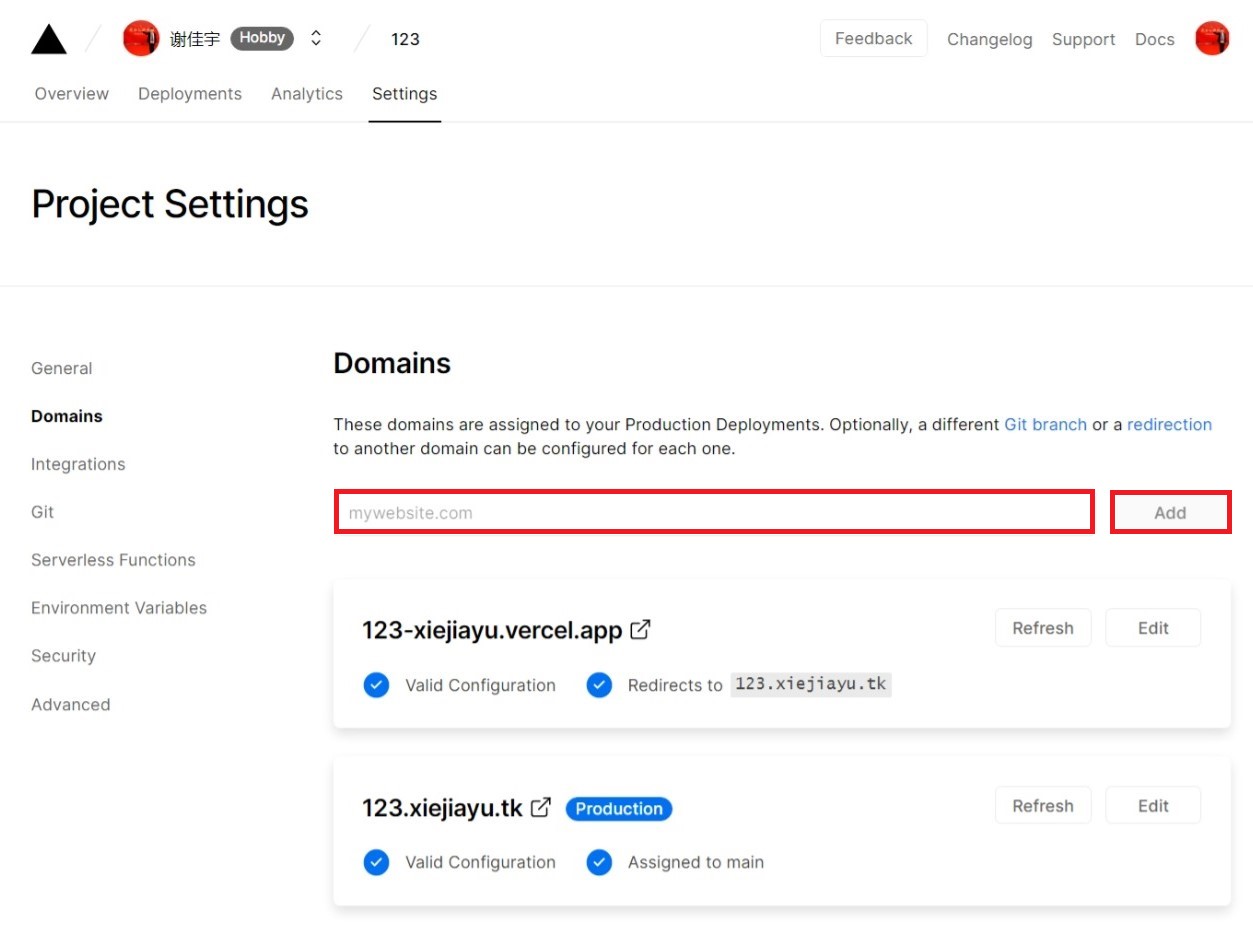 谢佳宇 Hobby 123 Feedback Changelog Support Docs
Overview Deployments Analytics Settings
Project Settings
General
Domains
Integrations
Git
Serverless Functions
Environment Variables
Security
Advanced
Domains
These domains are assigned to your Production Deployments. Optionally, a different Git branch or a redirection
to another domain can be configured for each one.
mywebsite.com Add
123-xiejiayu.vercel.app Refresh Edit
Valid Configuration Redirects to 123.xiejiayu.tk
123.xiejiayu.tk Production Refresh Edit
Valid Configuration Assigned to main